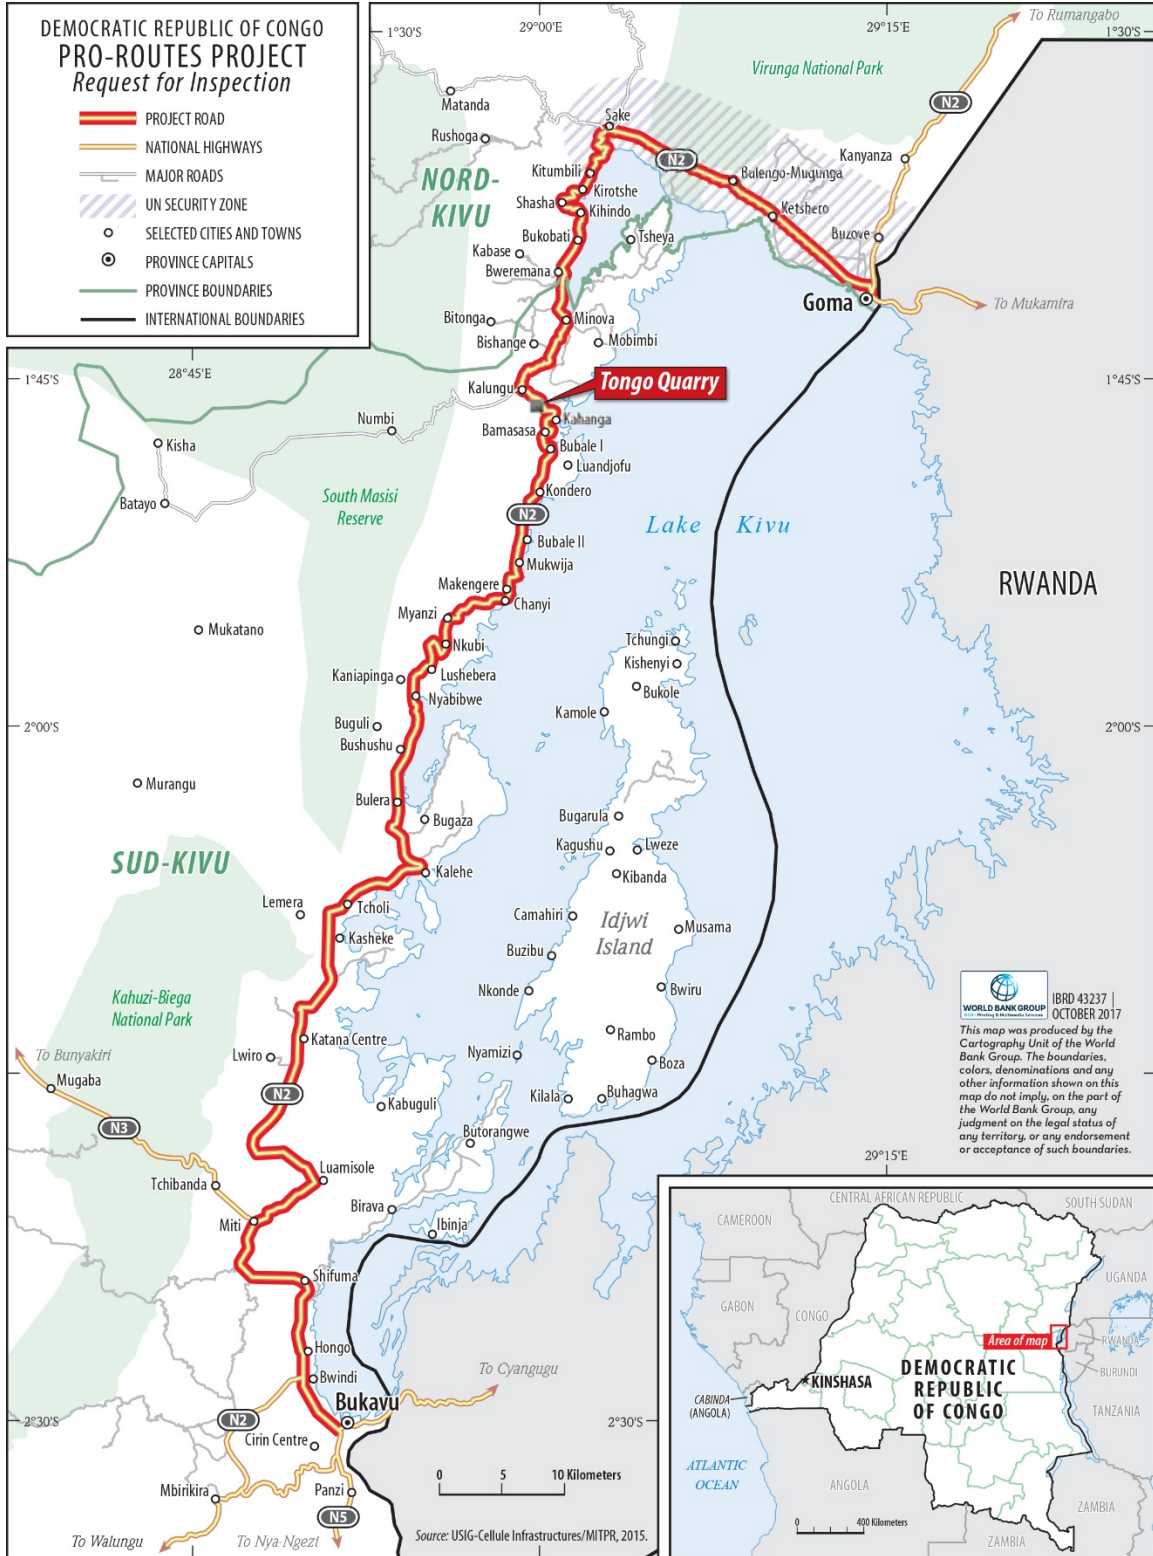 DEMOCRATIC REPUBLIC OF CONGO
PRO-ROUTES PROJECT
Request for Inspection
PROJECT ROAD
NATIONAL HIGHWAYS
MAJOR ROADS
UN SECURITY ZONE
SELECTED CITIES AND TOWNS
PROVINCE CAPITALS
PROVINCE BOUNDARIES
INTERNATIONAL BOUNDARIES
1°30'S
29°00'E
29°15'E
1°30'S
To Rumangabo
Virunga National Park
Matanda
N2
Sake
Rushoga
N2
Kanyanza
Kitumbili
Bulengo-Mugunga
NORD-
KIVU
Kirotshe
Shasha
Kihindo
Ketshero
Bukobati
Tsheya
Buzove
Kabase
Bweremana
Goma
To Mukamira
Bitonga
Minova
Bishange
Mobimbi
28°45'E
1°45'S
1°45'S
Kalungu
Tongo Quarry
Numbi
Kahanga
Kisha
Bamasasa
Bubale I
Luandjofu
Batayo
South Masisi
Reserve
Kondero
N2
Lake Kivu
Bubale II
Mukwija
Makengere
Chanyi
RWANDA
Myanzi
Mukatano
Nkubi
Tchungi
Lushebera
Kishenyi
Kaniapinga
Nyabibwe
Bukole
Kamole
2°00'S
2°00'S
Buguli
Bushushu
Murangu
Bulera
Bugaza
Bugarula
SUD-KIVU
Kagushu
Lweze
Kalehe
Kibanda
Lemera
Tcholi
Camahiri
Idjwi
Island
Musama
Kasheke
Buzibu
Kahuzi-Biega
National Park
Nkonde
Bwiru
Katana Centre
Rambo
To Bunyakiri
Lwiro
Nyamizi
Boza
Mugaba
N2
Kabuguli
Kilala
Buhagwa
N3
Butorangwe
Luamisole
Tchibanda
Birava
Miti
Ibinja
Shifuma
Hongo
Bwindi
To Cyangugu
Bukavu
2°30'S
N2
2°30'S
Cirin Centre
Mbirikira
Panzi
N5
To Walungu
To Nya-Ngezi
0 5 10 Kilometers
Source: USIG-Cellule Infrastructures/MITPR, 2015.
WORLD BANK GROUP
IBRD 43237 |
OCTOBER 2017
This map was produced by the
Cartography Unit of the World
Bank Group. The boundaries,
colors, denominations and any
other information shown on this
map do not imply, on the part of
the World Bank Group, any
judgment on the legal status of
any territory, or any endorsement
or acceptance of such boundaries.
29°15'E
CENTRAL AFRICAN REPUBLIC
SOUTH SUDAN
CAMEROON
UGANDA
GABON
CONGO
Area of map
RWANDA
BURUNDI
DEMOCRATIC
REPUBLIC
OF CONGO
KINSHASA
CABINDA
(ANGOLA)
TANZANIA
ATLANTIC
OCEAN
ANGOLA
ZAMBIA
0 400 Kilometers
ZAMBIA